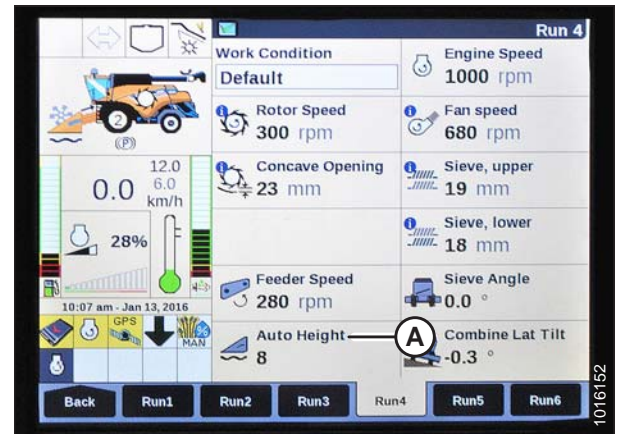 Run 4
Work Condition
Default
Engine Speed
1000 rpm
Rotor Speed
300 rpm
Fan speed
680 rpm
Concave Opening
23 mm
Sieve, upper
19 mm
Sieve, lower
18 mm
Feeder Speed
280 rpm
Sieve Angle
0.0 °
Auto Height
8
A
Combine Lat Tilt
-0.3 °
2
(P)
0.0
12.0
6.0
km/h
28%
10:07 am - Jan 13, 2016
GPS
MAN
%
Back
Run1
Run2
Run3
Run4
Run5
Run6
1016152